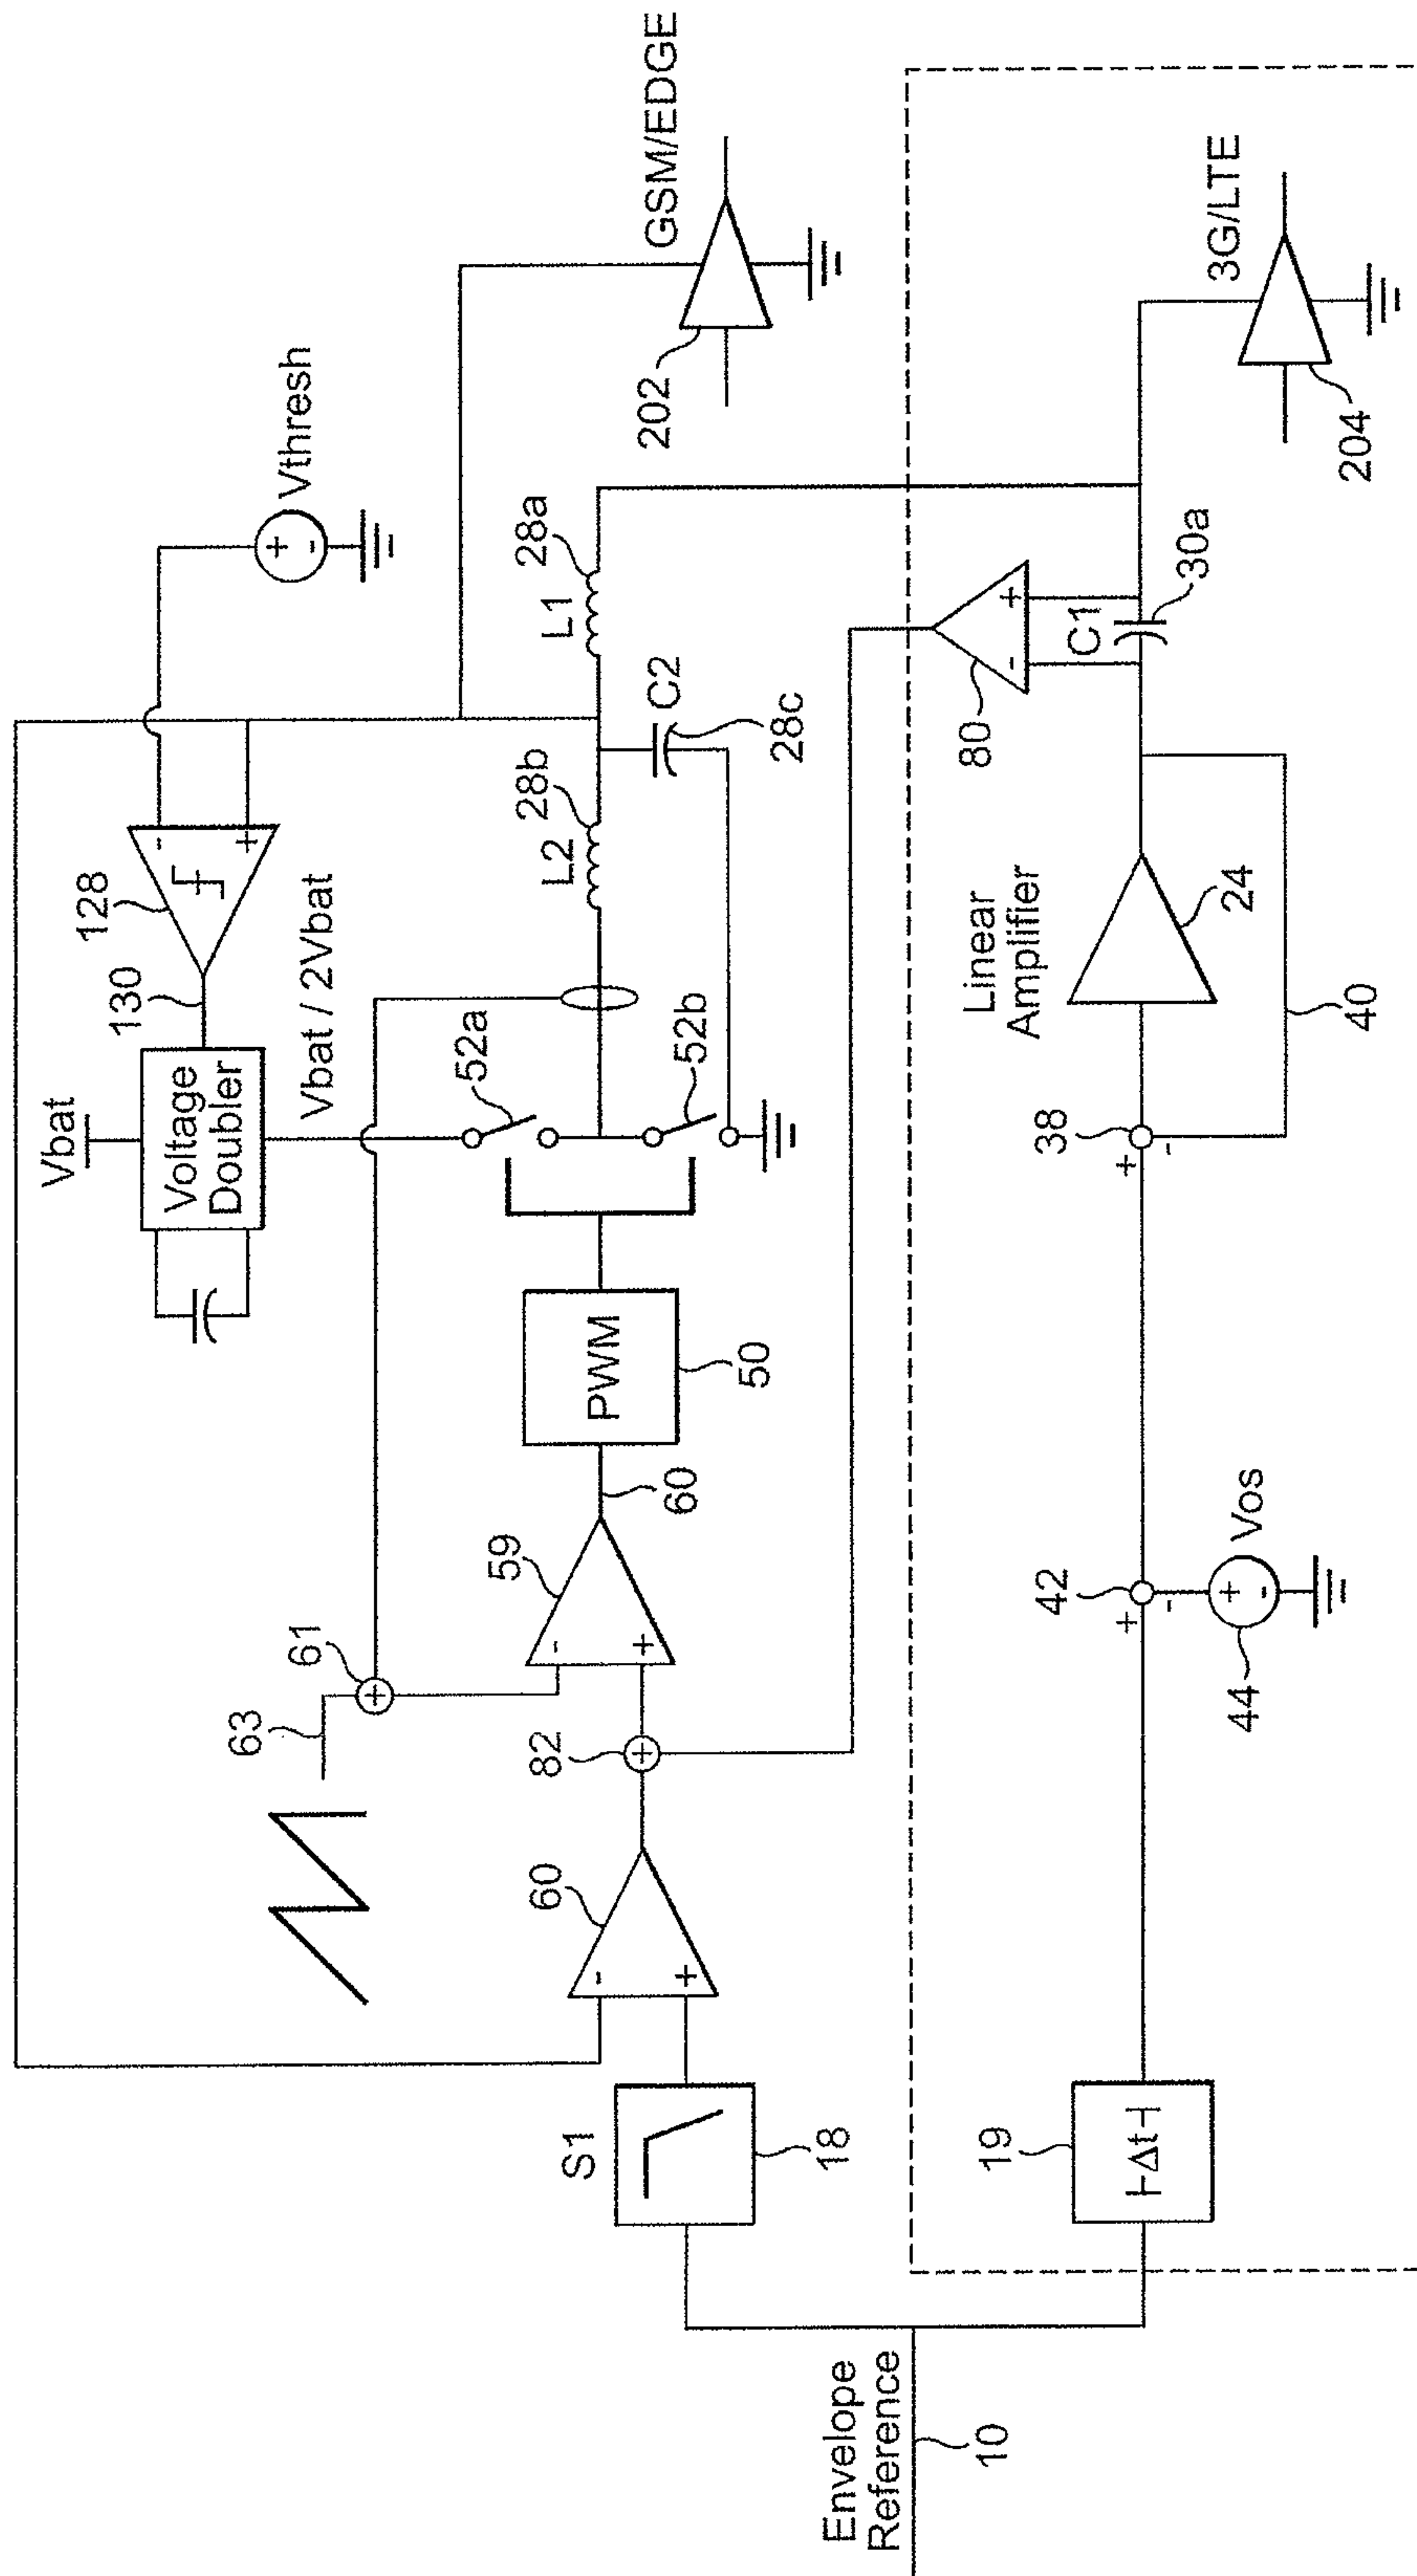 Envelope
Reference
10
S1
18
19
Δt
60
-
+
82
63
61
59
-
+
60
PWM
50
42
+
-
+
-
44
Vos
38
+
-
40
Linear
Amplifier
24
Vbat
Voltage
Doubler
130
128
-
+
Vbat / 2Vbat
52a
52b
L2
28b
C2
28c
L1
28a
Vthresh
+
-
80
-
+
C1
30a
202
GSM/EDGE
204
3G/LTE